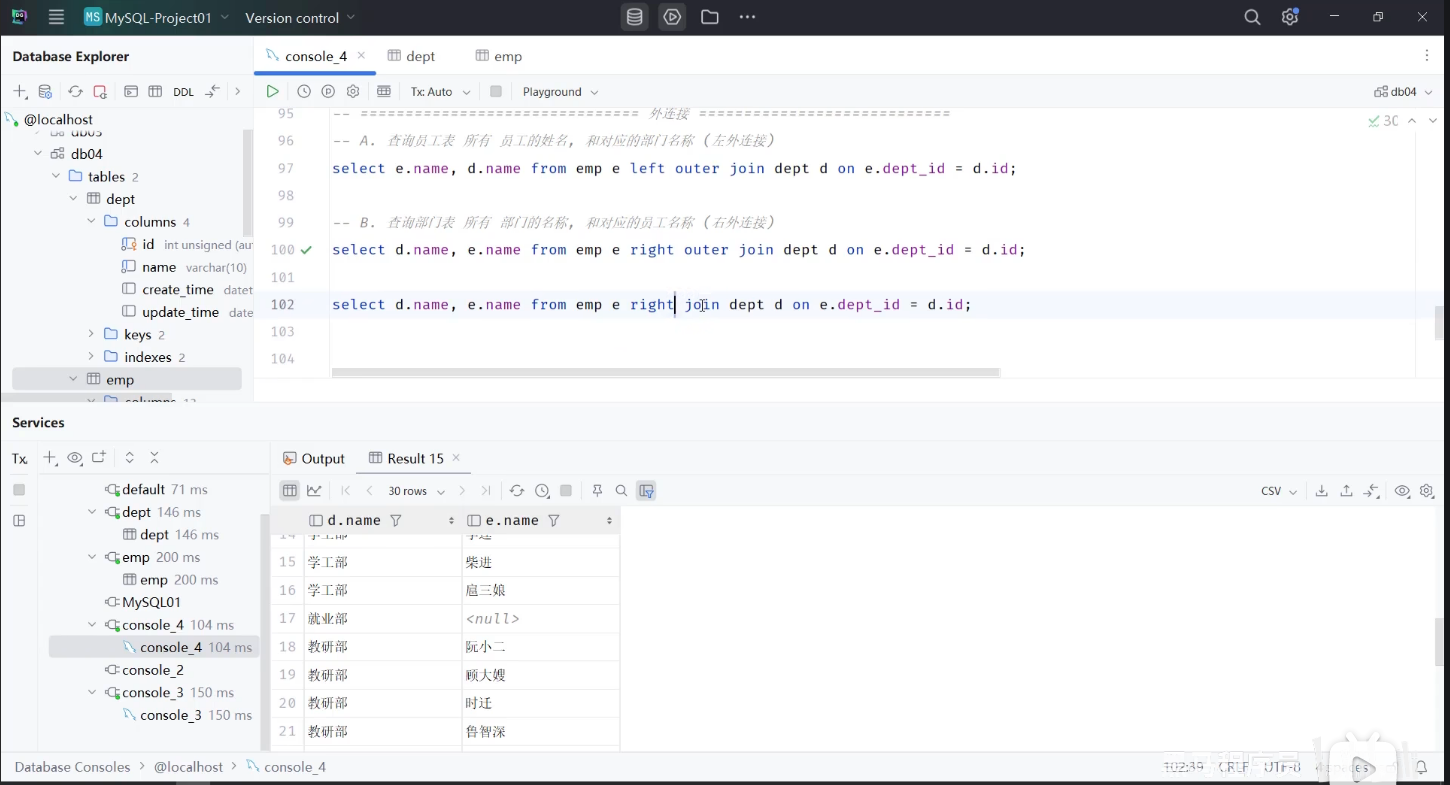 MS MySQL-Project01 Version control
Database Explorer
console_4 dept emp
DDL
Tx: Auto Playground db04
@localhost
db04
tables 2
dept
columns 4
id int unsigned (au
name varchar(10)
create_time datet
update_time date
keys 2
indexes 2
emp
95 -- =============================== 外连接 ============================
96 -- A. 查询员工表 所有 员工的姓名, 和对应的部门名称 (左外连接)
97 select e.name, d.name from emp e left outer join dept d on e.dept_id = d.id;
98
99 -- B. 查询部门表 所有 部门的名称, 和对应的员工名称 (右外连接)
100 select d.name, e.name from emp e right outer join dept d on e.dept_id = d.id;
101
102 select d.name, e.name from emp e right join dept d on e.dept_id = d.id;
103
104
Services
Tx
default 71 ms
dept 146 ms
dept 146 ms
emp 200 ms
emp 200 ms
MySQL01
console_4 104 ms
console_4 104 ms
console_2
console_3 150 ms
console_3 150 ms
Output Result 15
30 rows CSV
d.name e.name
15 学工部 柴进
16 学工部 扈三娘
17 就业部 <null>
18 教研部 阮小二
19 教研部 顾大嫂
20 教研部 时迁
21 教研部 鲁智深
Database Consoles > @localhost > console_4
102:39 CRLF UTF-8